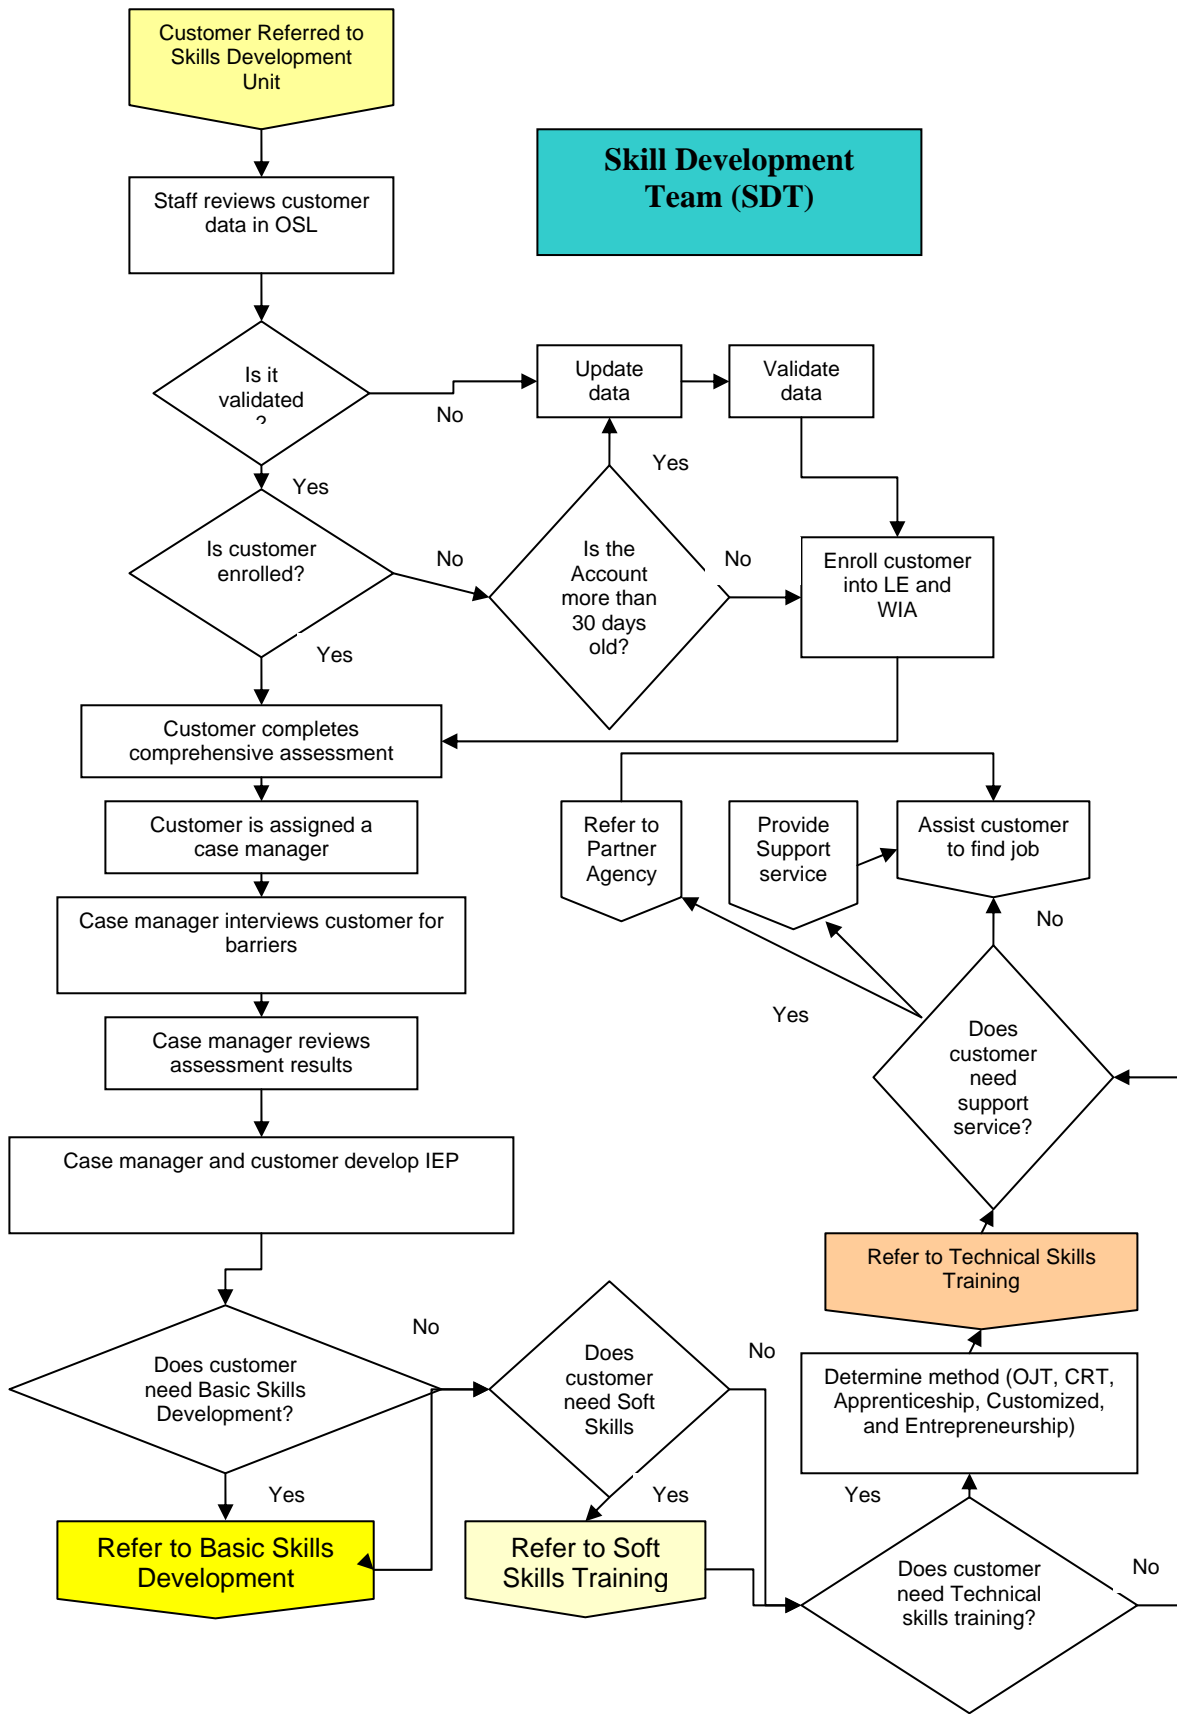 Customer Referred to
Skills Development
Unit
Skill Development
Team (SDT)
Staff reviews customer
data in OSL
Is it
validated
?
No
Update
data
Validate
data
Yes
Yes
Is customer
enrolled?
No
Is the
Account
more than
30 days
old?
No
Enroll customer
into LE and
WIA
Yes
Customer completes
comprehensive assessment
Customer is assigned a
case manager
Refer to
Partner
Agency
Provide
Support
service
Assist customer
to find job
Case manager interviews customer for
barriers
No
Yes
Case manager reviews
assessment results
Does
customer
need
support
service?
Case manager and customer develop IEP
Refer to Technical Skills
Training
No
Does customer
need Basic Skills
Development?
Does
customer
need Soft
Skills
No
Determine method (OJT, CRT,
Apprenticeship, Customized,
and Entrepreneurship)
Yes
Yes
Yes
Refer to Basic Skills
Development
Refer to Soft
Skills Training
Does customer
need Technical
skills training?
No